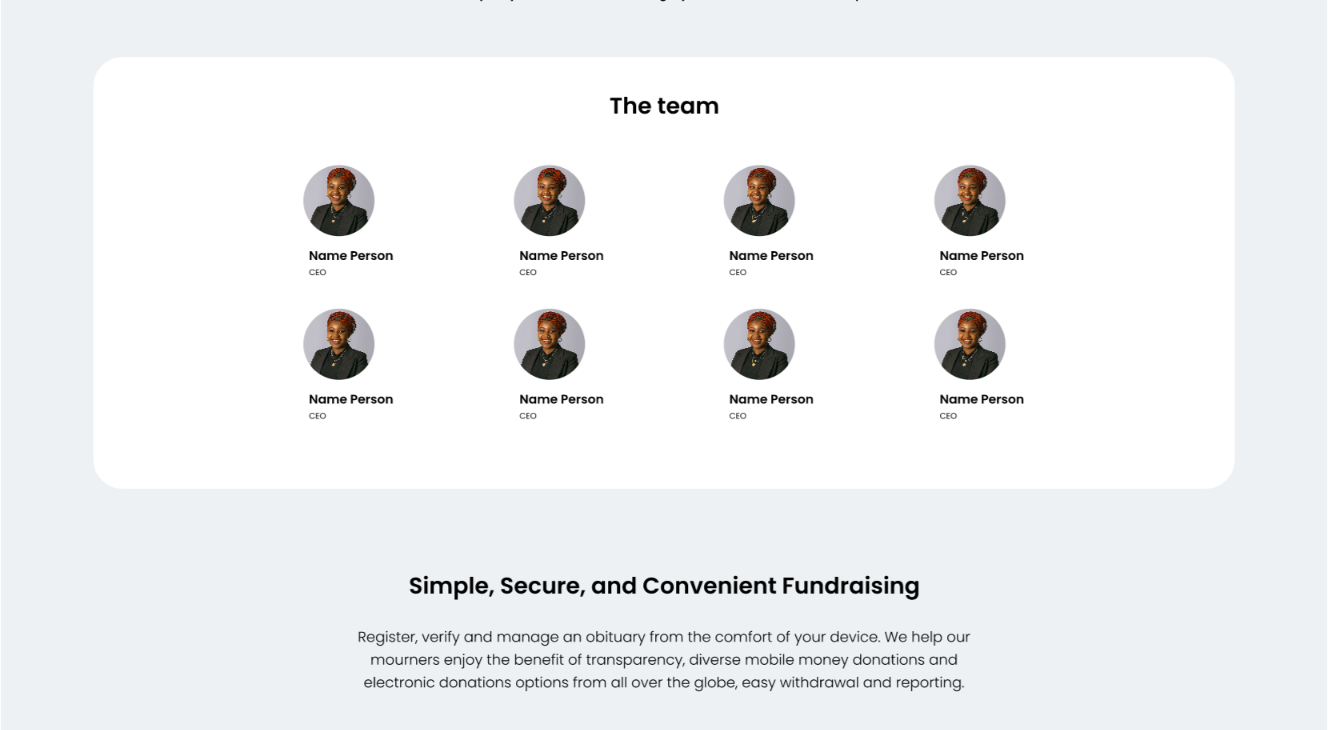 The team
Name Person
CEO
Name Person
CEO
Name Person
CEO
Name Person
CEO
Name Person
CEO
Name Person
CEO
Name Person
CEO
Name Person
CEO
Simple, Secure, and Convenient Fundraising
Register, verify and manage an obituary from the comfort of your device. We help our
mourners enjoy the benefit of transparency, diverse mobile money donations and
electronic donations options from all over the globe, easy withdrawal and reporting.